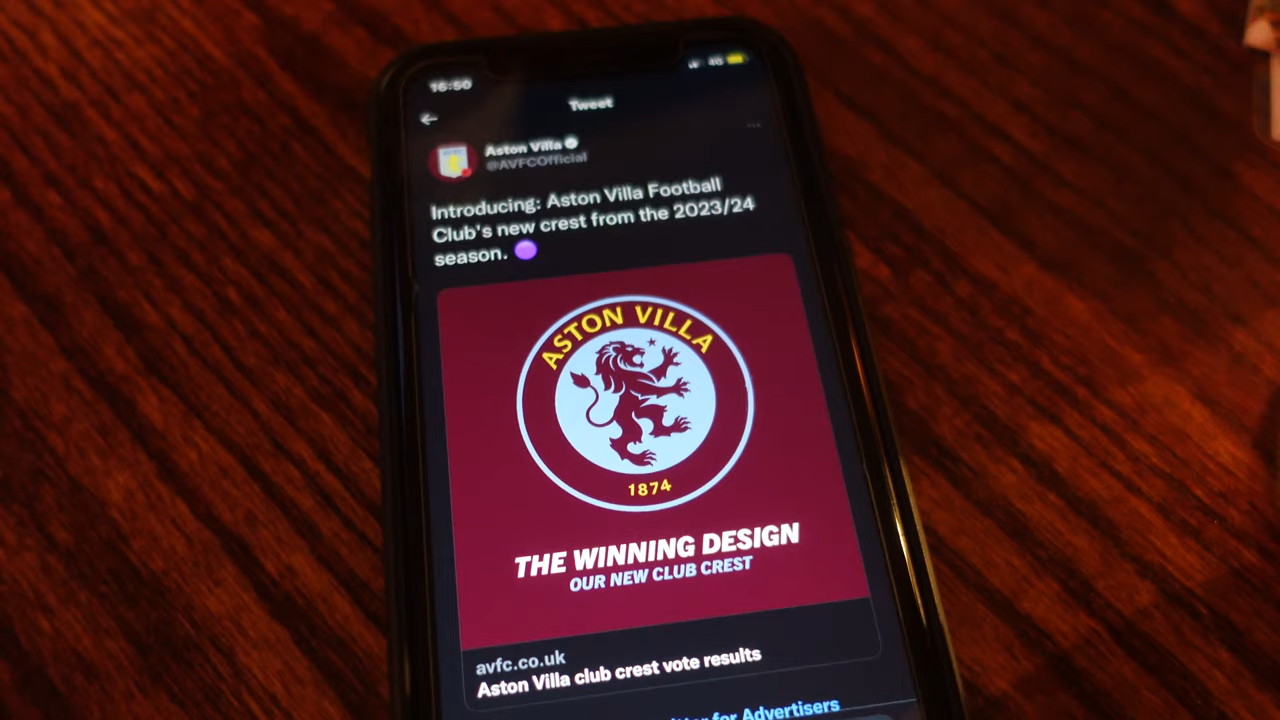 16:50
4G
Tweet
Aston Villa
@AVFCOfficial
Introducing: Aston Villa Football
Club's new crest from the 2023/24
season.
ASTON VILLA
1874
THE WINNING DESIGN
OUR NEW CLUB CREST
avfc.co.uk
Aston Villa club crest vote results
for Advertisers